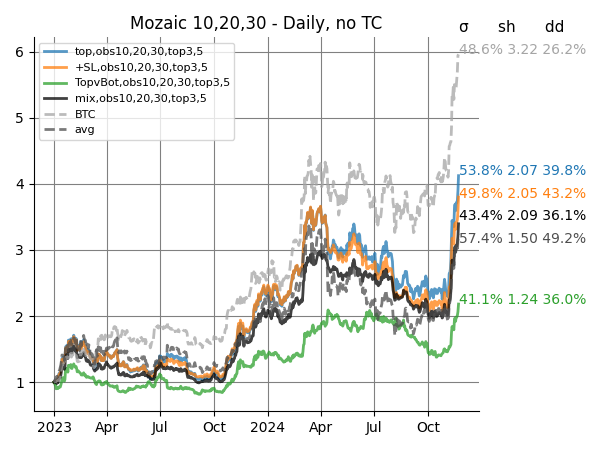 Mozaic 10,20,30 - Daily, no TC
σ sh dd
top,obs10,20,30,top3,5
+SL,obs10,20,30,top3,5
TopvBot,obs10,20,30,top3,5
mix,obs10,20,30,top3,5
BTC
avg
48.6% 3.22 26.2%
53.8% 2.07 39.8%
49.8% 2.05 43.2%
43.4% 2.09 36.1%
57.4% 1.50 49.2%
41.1% 1.24 36.0%
6
5
4
3
2
1
2023 Apr Jul Oct 2024 Apr Jul Oct